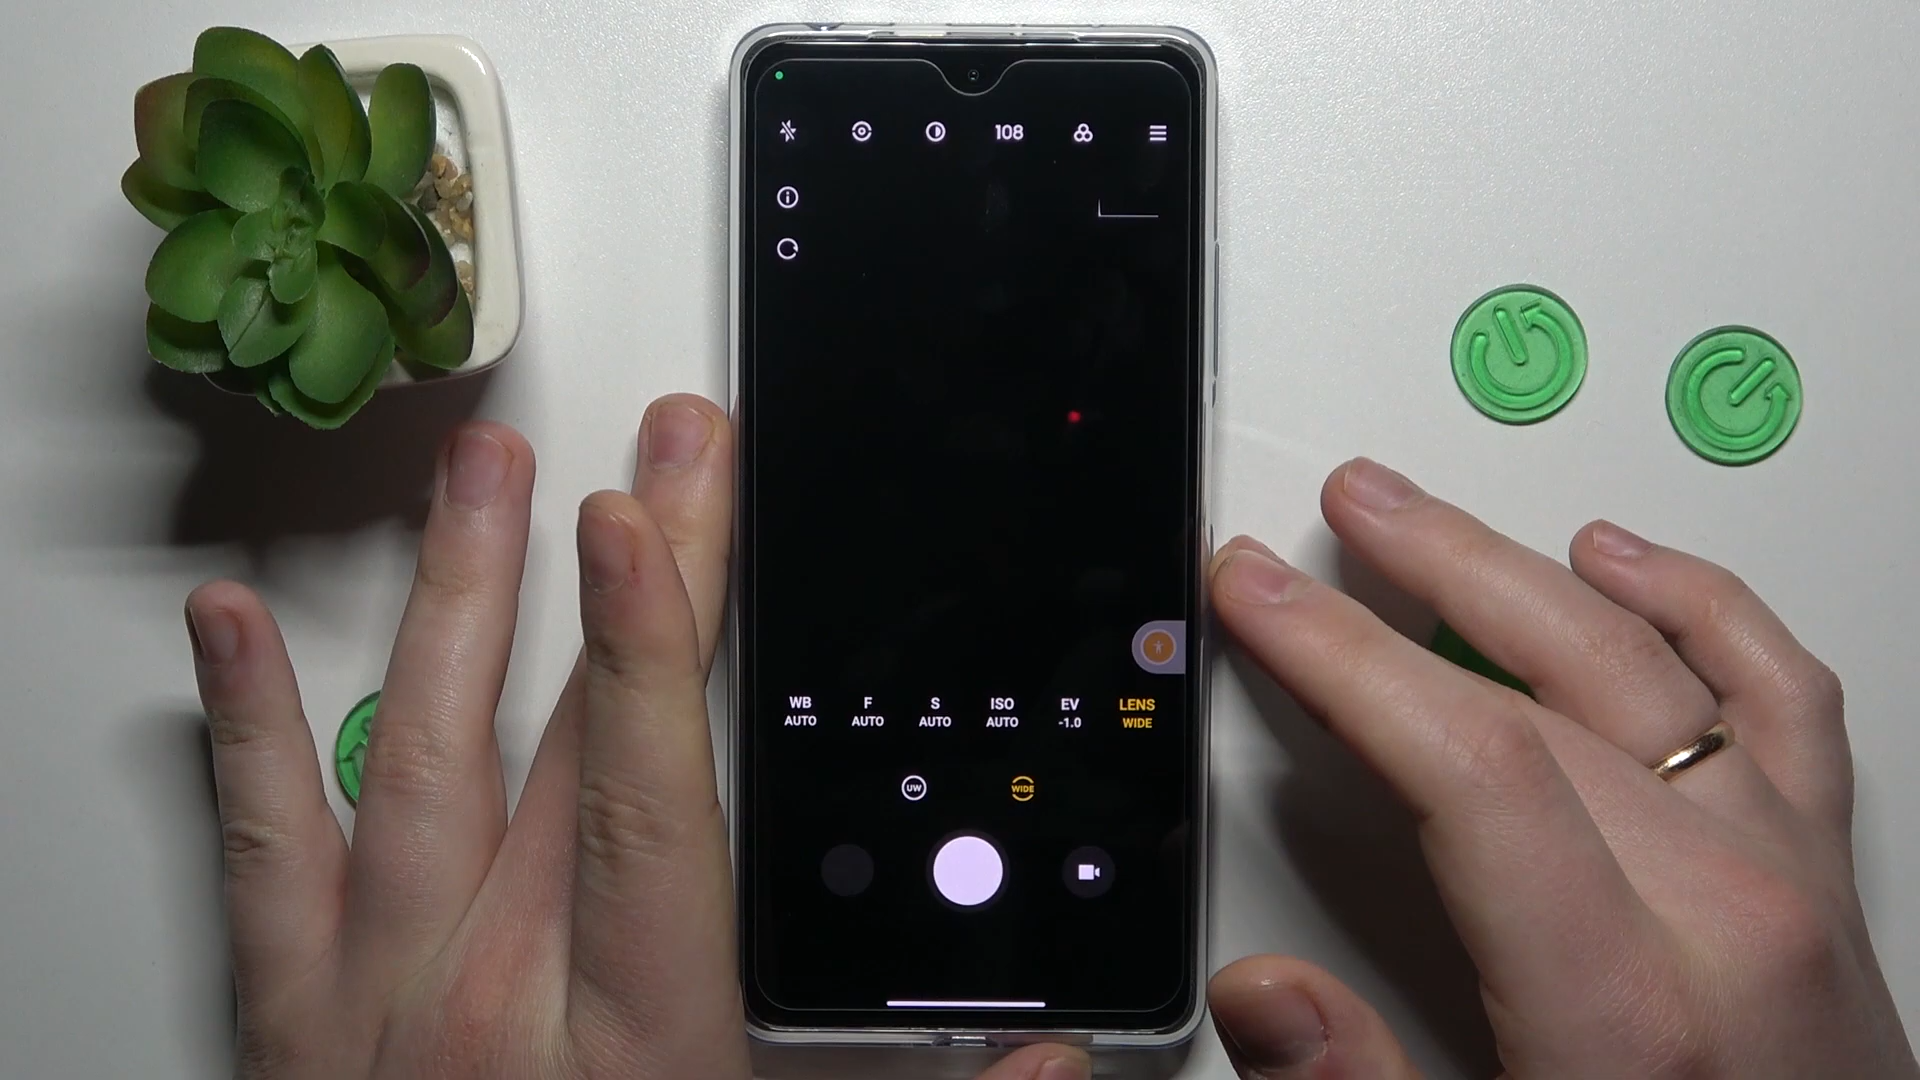 108
WB F S ISO EV LENS
AUTO AUTO AUTO AUTO -1.0 WIDE
UW WIDE